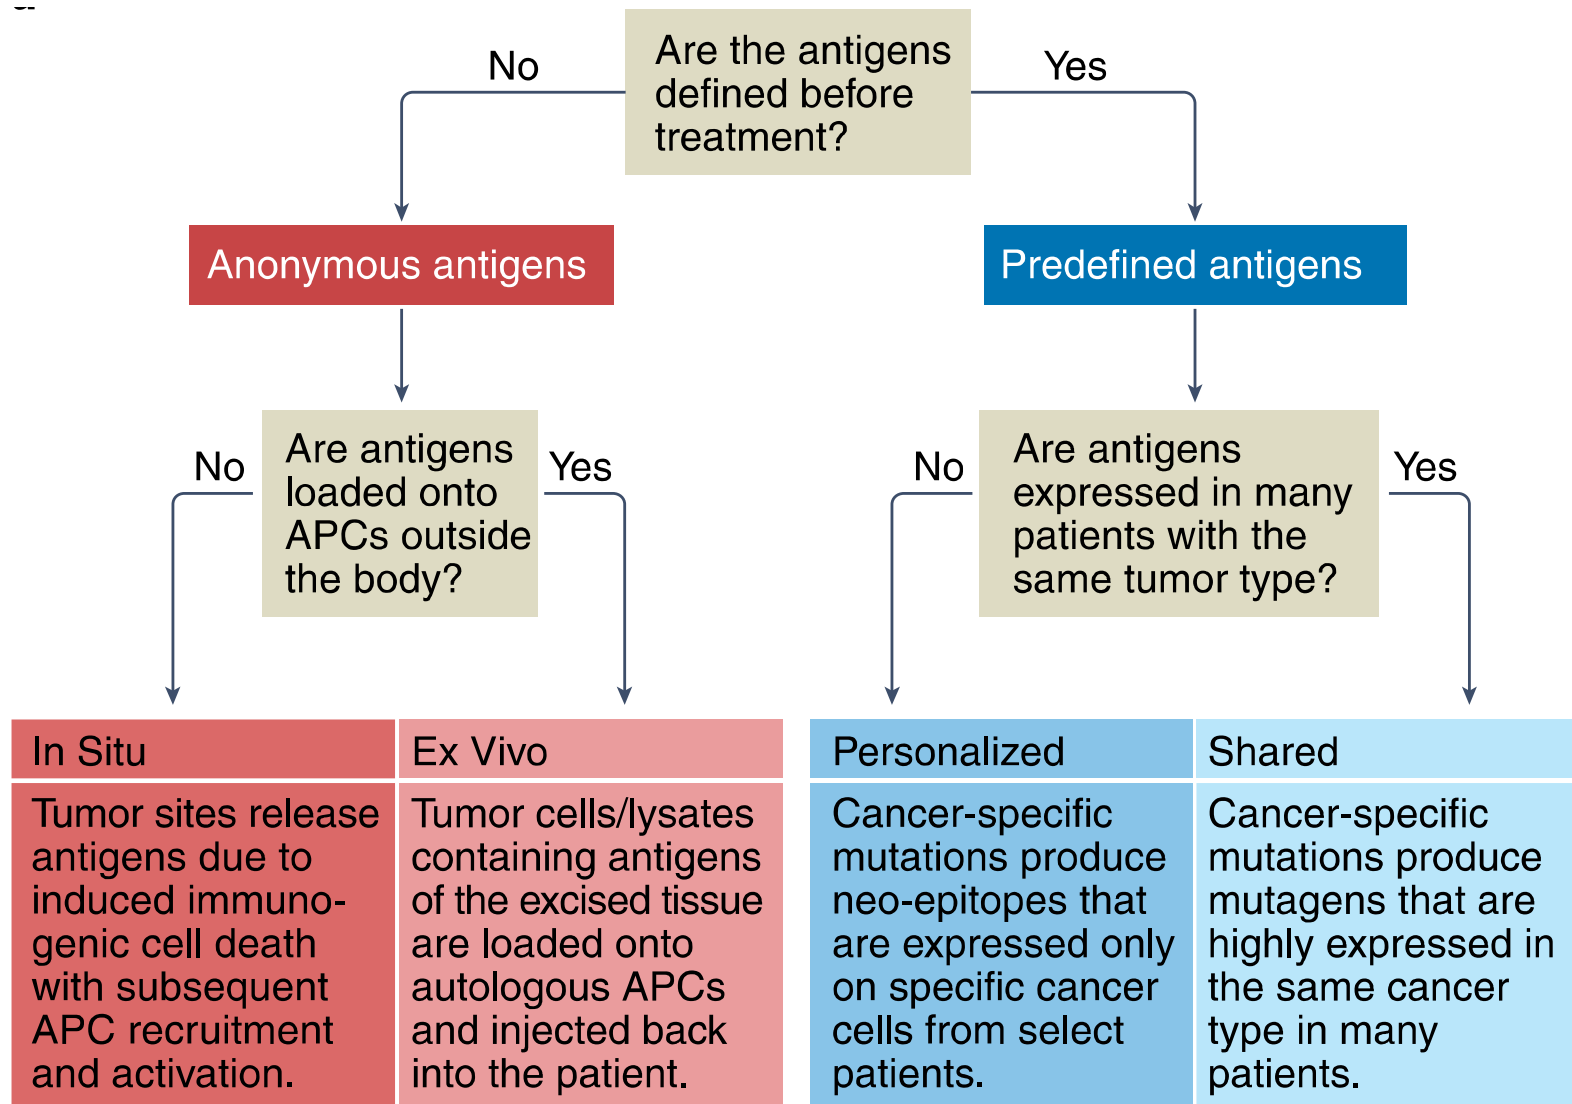 Are the antigens
defined before
treatment?
No
Yes
Anonymous antigens
Predefined antigens
No
Are antigens
loaded onto
APCs outside
the body?
Yes
No
Are antigens
expressed in many
patients with the
same tumor type?
Yes
In Situ
Tumor sites release
antigens due to
induced immuno-
genic cell death
with subsequent
APC recruitment
and activation.
Ex Vivo
Tumor cells/lysates
containing antigens
of the excised tissue
are loaded onto
autologous APCs
and injected back
into the patient.
Personalized
Cancer-specific
mutations produce
neo-epitopes that
are expressed only
on specific cancer
cells from select
patients.
Shared
Cancer-specific
mutations produce
mutagens that are
highly expressed in
the same cancer
type in many
patients.